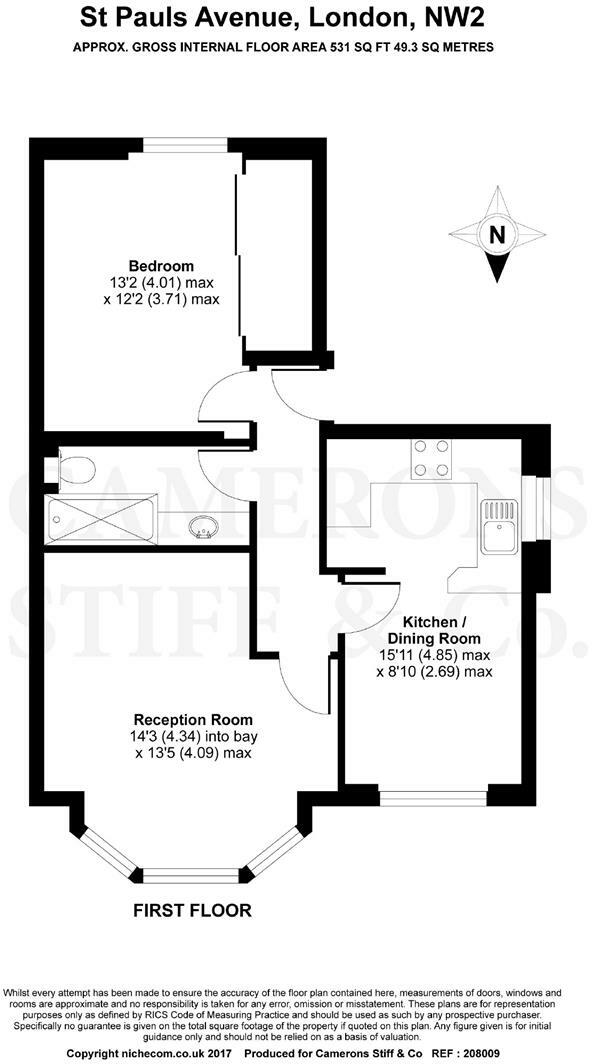 St Pauls Avenue, London, NW2
APPROX. GROSS INTERNAL FLOOR AREA 531 SQ FT 49.3 SQ METRES
N
Bedroom
13'2 (4.01) max
x 12'2 (3.71) max
CAMERONS
STIFF & Co.
Kitchen /
Dining Room
15'11 (4.85) max
x 8'10 (2.69) max
Reception Room
14'3 (4.34) into bay
x 13'5 (4.09) max
FIRST FLOOR
Whilst every attempt has been made to ensure the accuracy of the floor plan contained here, measurements of doors, windows and
rooms are approximate and no responsibility is taken for any error, omission or misstatement. These plans are for representation
purposes only as defined by RICS Code of Measuring Practice and should be used as such by any prospective purchaser.
Specifically no guarantee is given on the total square footage of the property if quoted on this plan. Any figure given is for initial
guidance only and should not be relied on as a basis of valuation.
Copyright nichecom.co.uk 2017 Produced for Camerons Stiff & Co REF : 208009